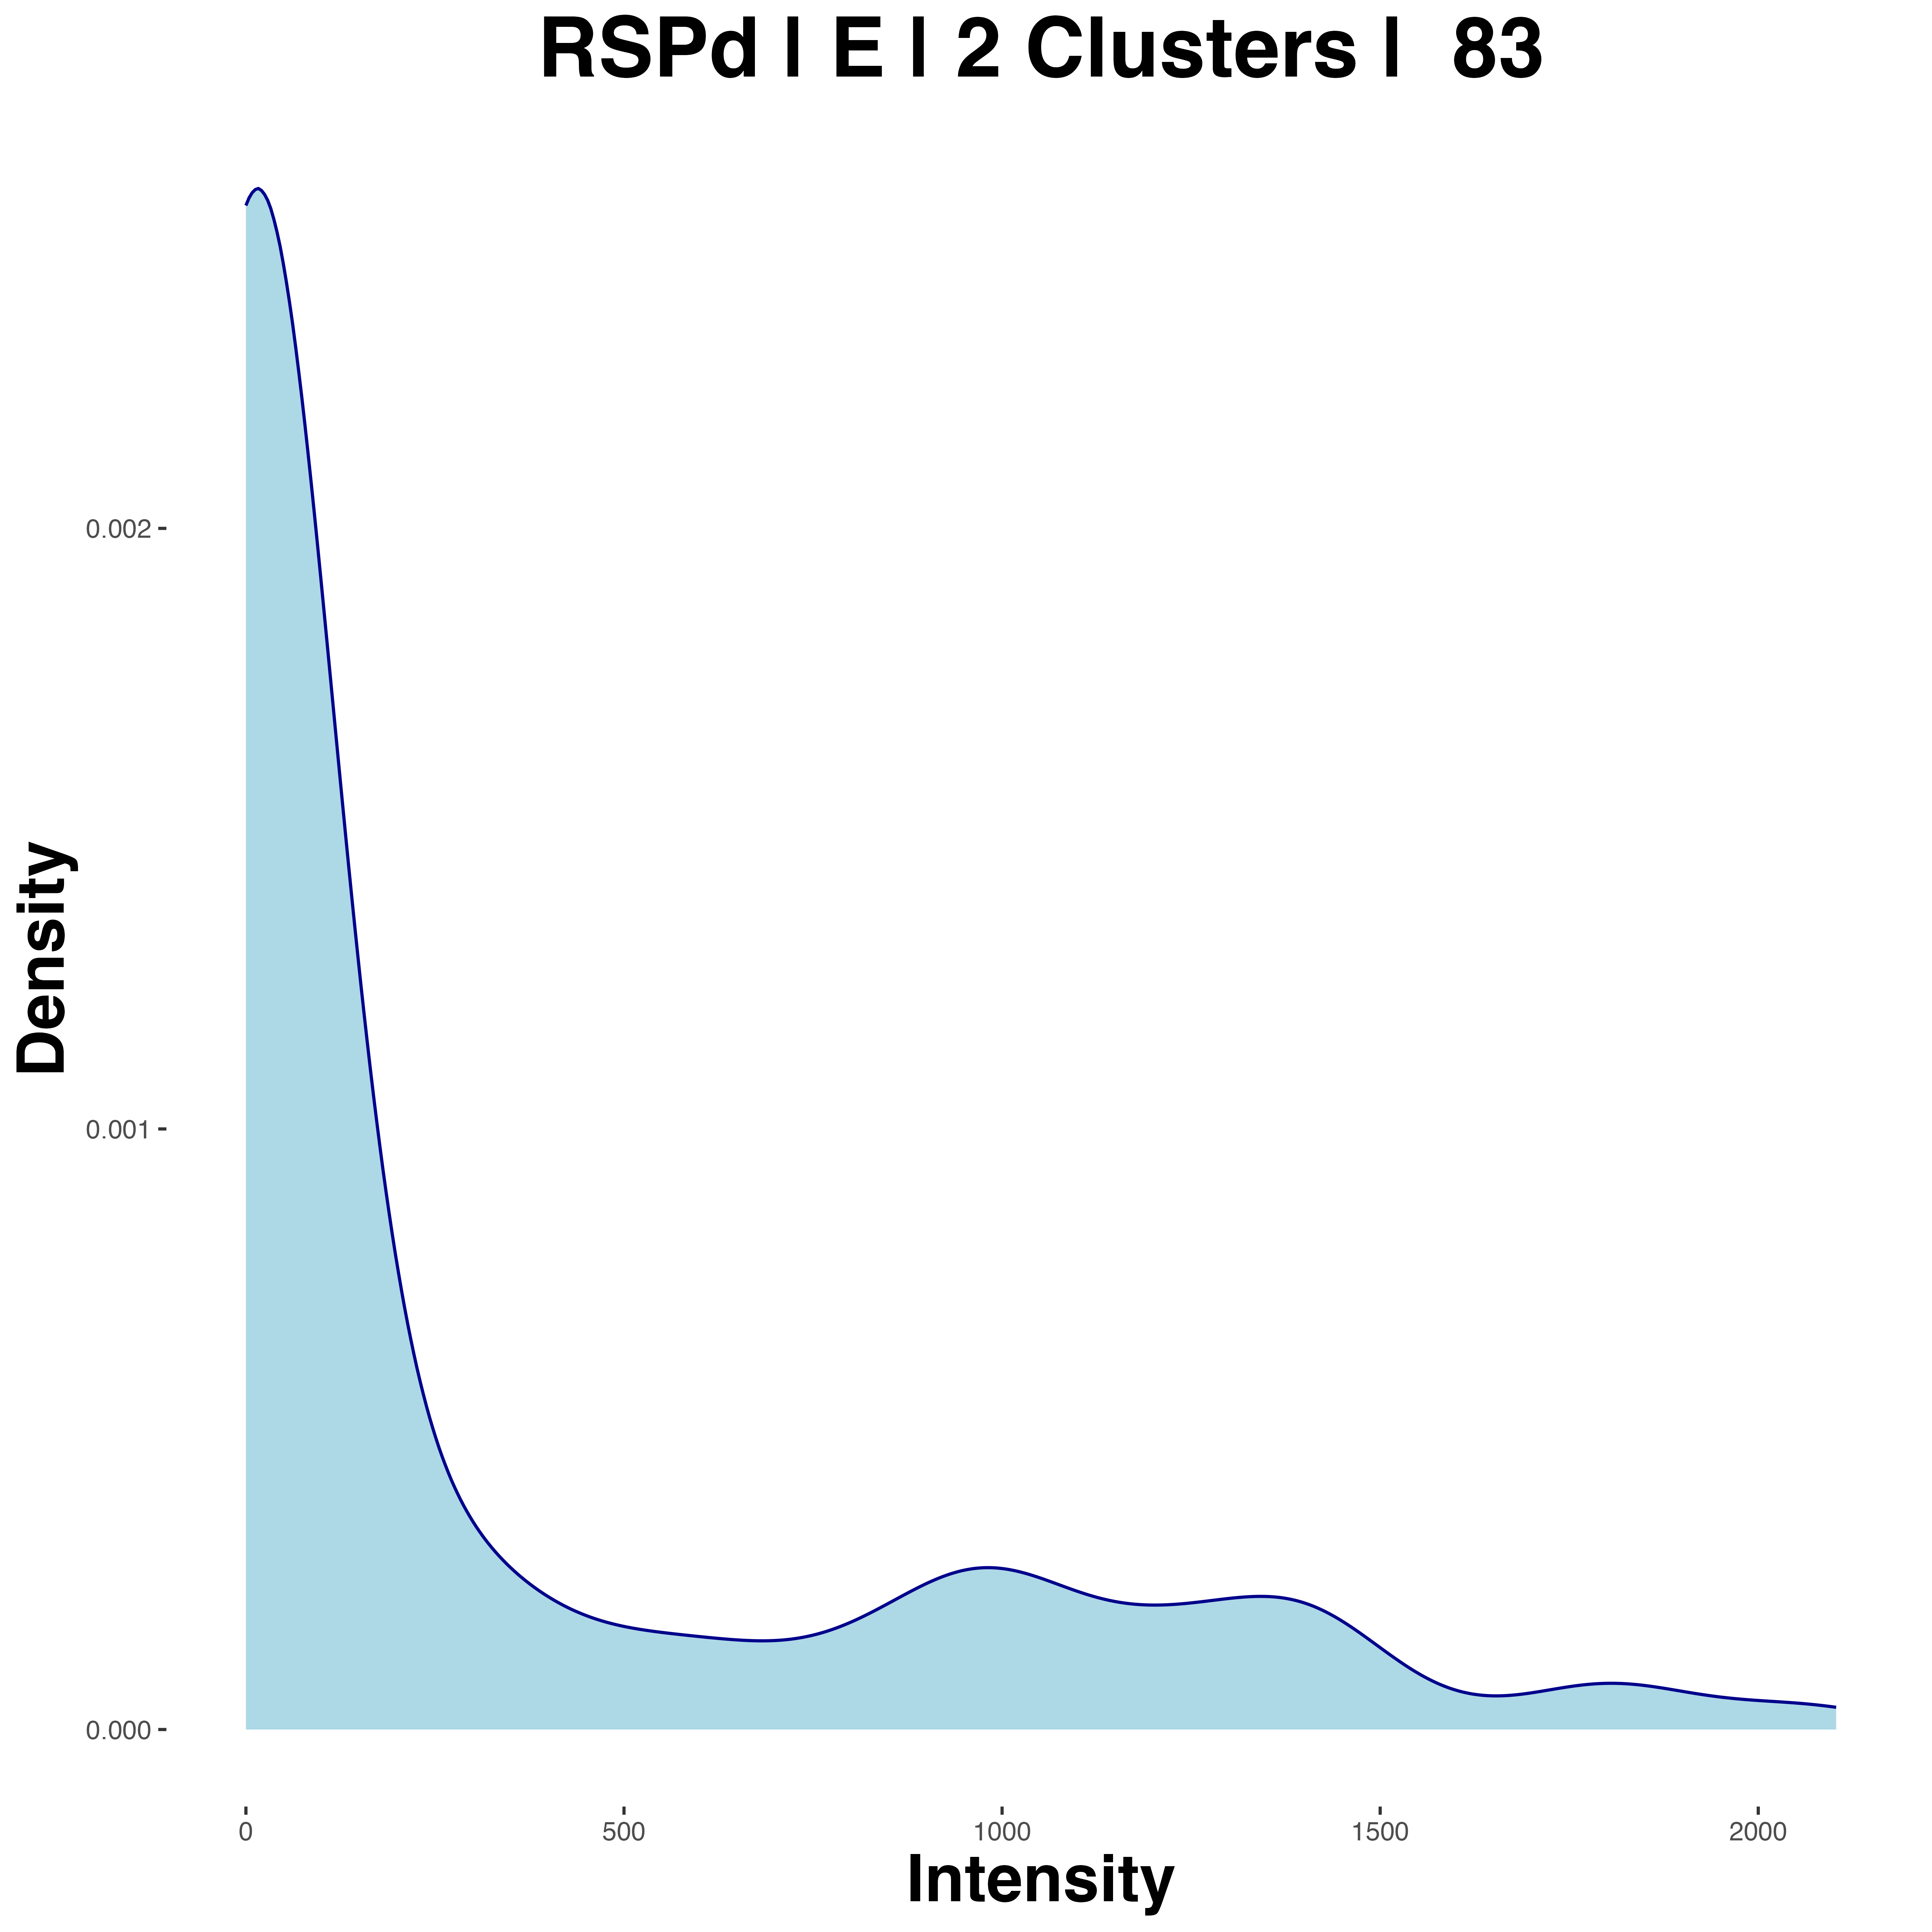 RSPd | E | 2 Clusters | 83
Density
0.002
0.001
0.000
0 500 1000 1500 2000
Intensity